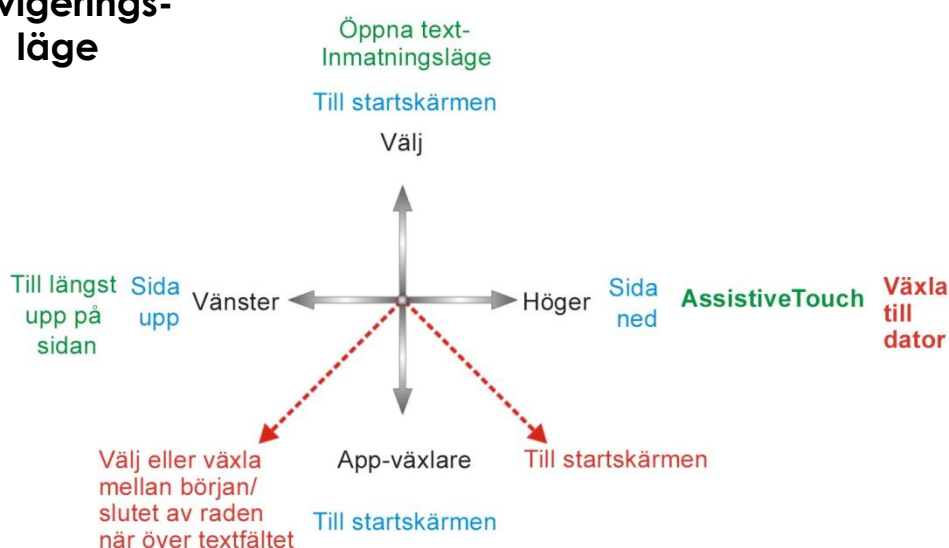 läge
Öppna text-
Inmatningsläge
Till startskärmen
Välj
Till längst
upp på
sidan
Sida
upp
Vänster
Höger
Sida
ned
AssistiveTouch
Växla
till
dator
Välj eller växla
mellan början/
slutet av raden
när över textfältet
App-växlare
Till startskärmen
Till startskärmen